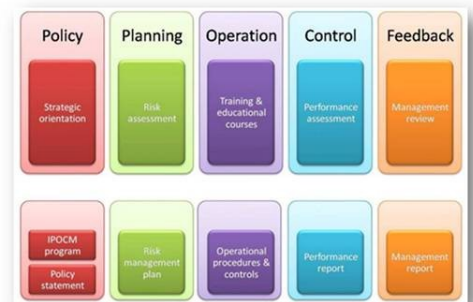 Policy
Planning
Operation
Control
Feedback
Strategic
orientation
Risk
assessment
Training &
educational
courses
Performance
assessment
Management
review
IPOCM
program
Policy
statement
Risk
management
plan
Operational
procedures &
controls
Performance
report
Management
report